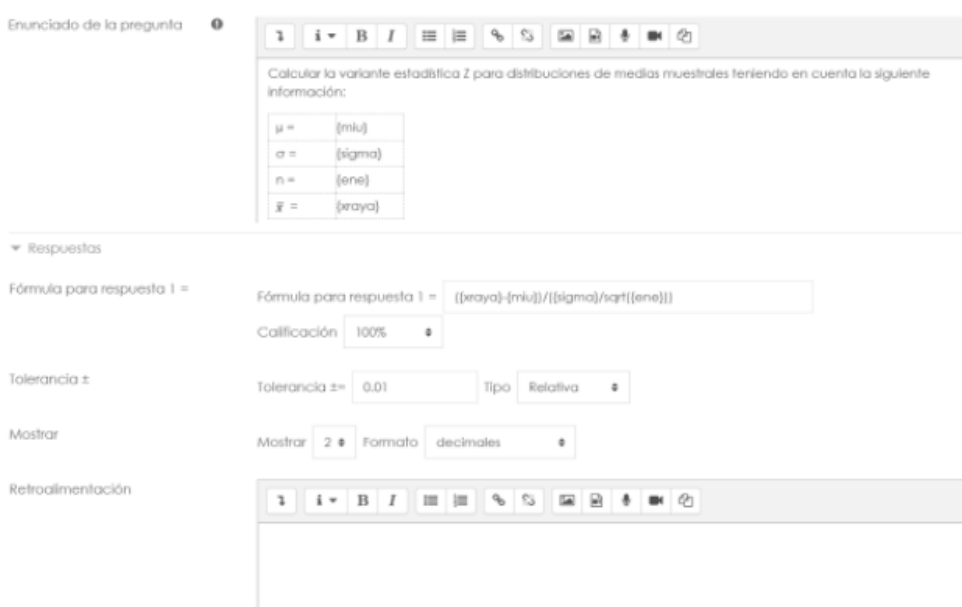 Enunciado de la pregunta
Calcular la variante estadística Z para distribuciones de medias muestrales teniendo en cuenta la siguiente
información:
μ = {miu}
σ = {sigma}
n = {ene}
x̄ = {xraya}
Respuestas
Fórmula para respuesta 1 =
Fórmula para respuesta 1 = ({xraya}-{miu})/({sigma}/sqrt({ene}))
Calificación 100%
Tolerancia ±
Tolerancia ±= 0.01 Tipo Relativa
Mostrar
Mostrar 2 Formato decimales
Retroalimentación